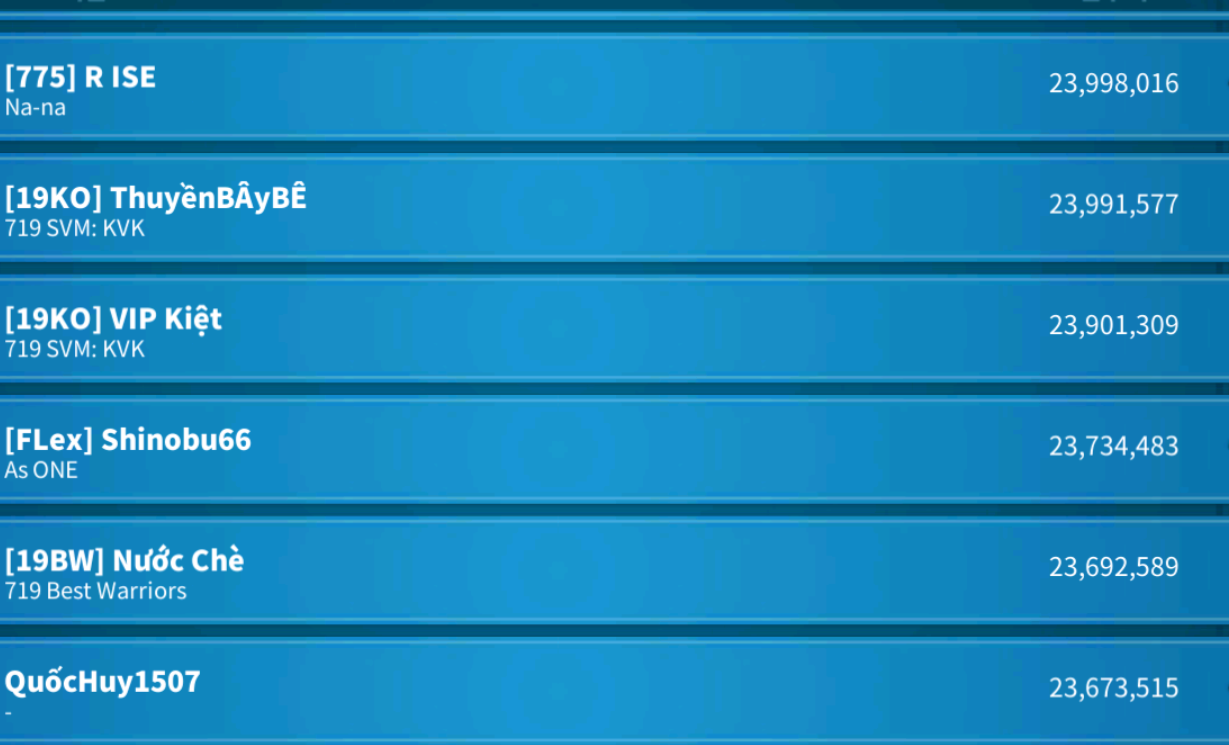 [775] R ISE
Na-na
23,998,016
[19KO] ThuyềnBÂyBÊ
719 SVM: KVK
23,991,577
[19KO] VIP Kiệt
719 SVM: KVK
23,901,309
[FLex] Shinobu66
As ONE
23,734,483
[19BW] Nước Chè
719 Best Warriors
23,692,589
QuốcHuy1507
-
23,673,515